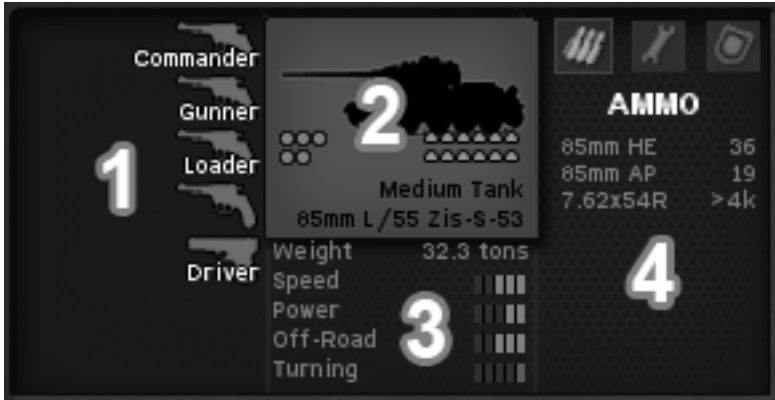 Commander
Gunner
Loader
Driver
1
2
Medium Tank
85mm L/55 Zis-S-53
Weight 32.3 tons
Speed
Power
Off-Road
Turning
3
AMMO
85mm HE 36
85mm AP 19
7.62x54R >4k
4